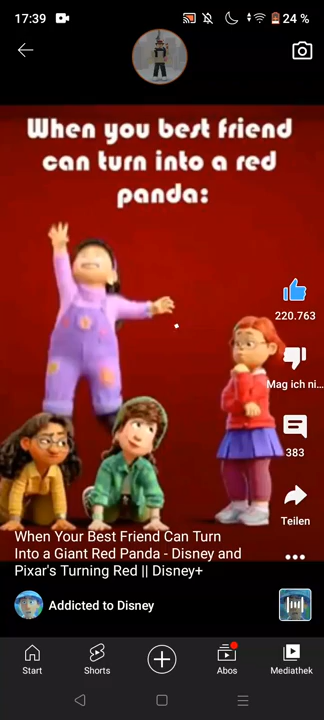 17:39
24 %
When you best friend
can turn into a red
panda:
220.763
Mag ich ni...
383
Teilen
When Your Best Friend Can Turn
Into a Giant Red Panda - Disney and
Pixar's Turning Red || Disney+
Addicted to Disney
Start
Shorts
Abos
Mediathek